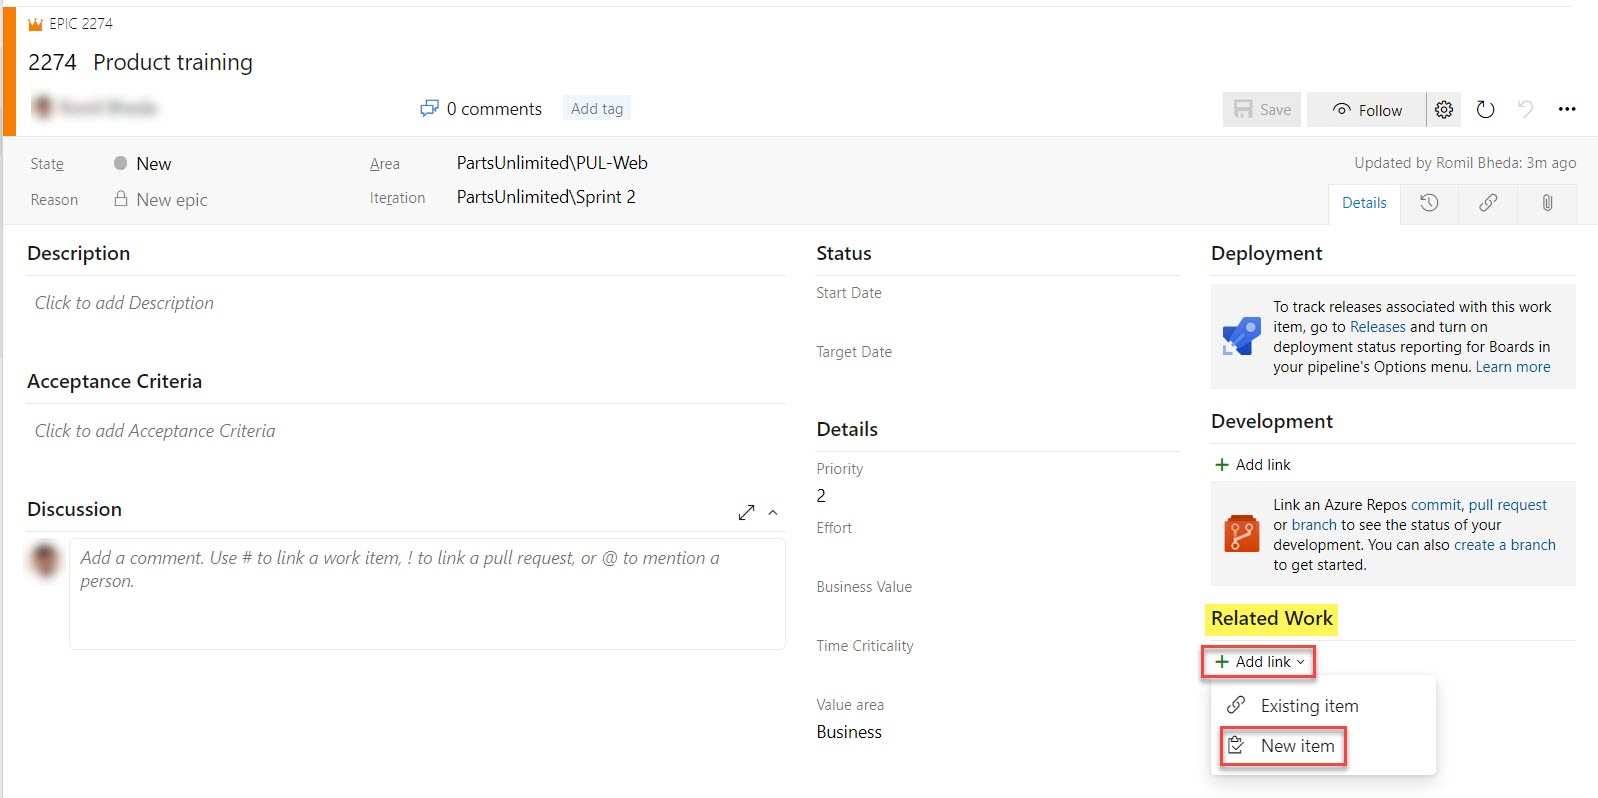 EPIC 2274
2274 Product training
0 comments Add tag
Save Follow
State New Area PartsUnlimited\PUL-Web
Updated by Romil Bheda: 3m ago
Reason New epic Iteration PartsUnlimited\Sprint 2
Details
Description
Click to add Description
Acceptance Criteria
Click to add Acceptance Criteria
Discussion
Add a comment. Use # to link a work item, ! to link a pull request, or @ to mention a
person.
Status
Start Date
Target Date
Details
Priority
2
Effort
Business Value
Time Criticality
Value area
Business
Deployment
To track releases associated with this work
item, go to Releases and turn on
deployment status reporting for Boards in
your pipeline's Options menu. Learn more
Development
+ Add link
Link an Azure Repos commit, pull request
or branch to see the status of your
development. You can also create a branch
to get started.
Related Work
+ Add link
Existing item
New item